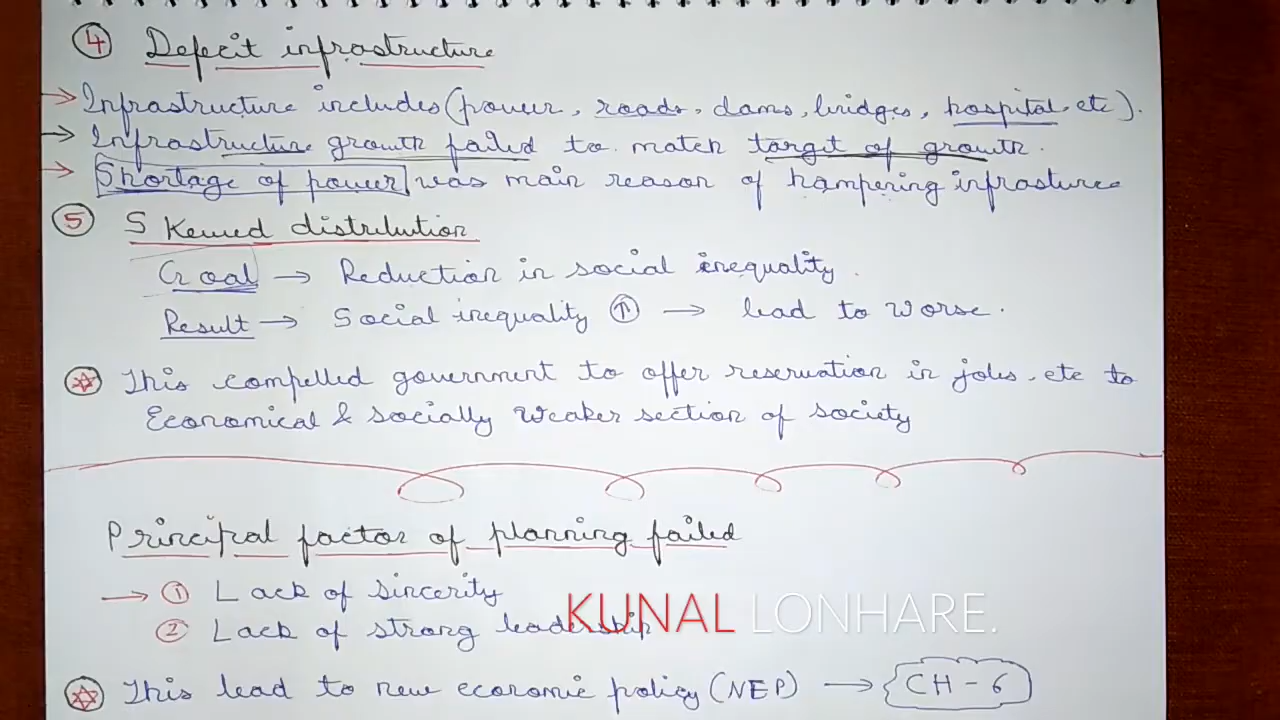 4 Deficit infrastructure
→ Infrastructure includes (power, roads, dams, bridges, hospital, etc).
→ Infrastructure growth failed to match target of growth.
→ Shortage of power was main reason of hampering infrasture
5 Skewed distribution
Goal → Reduction in social inequality.
Result → Social inequality ↑ → lead to worse.
This compelled government to offer reservation in jobs, etc to
Economical & socially weaker section of society
Principal factor of planning failed
→ 1 Lack of sincerity
2 Lack of strong leadership
KUNAL LONHARE.
This lead to new economic policy (NEP) → CH-6